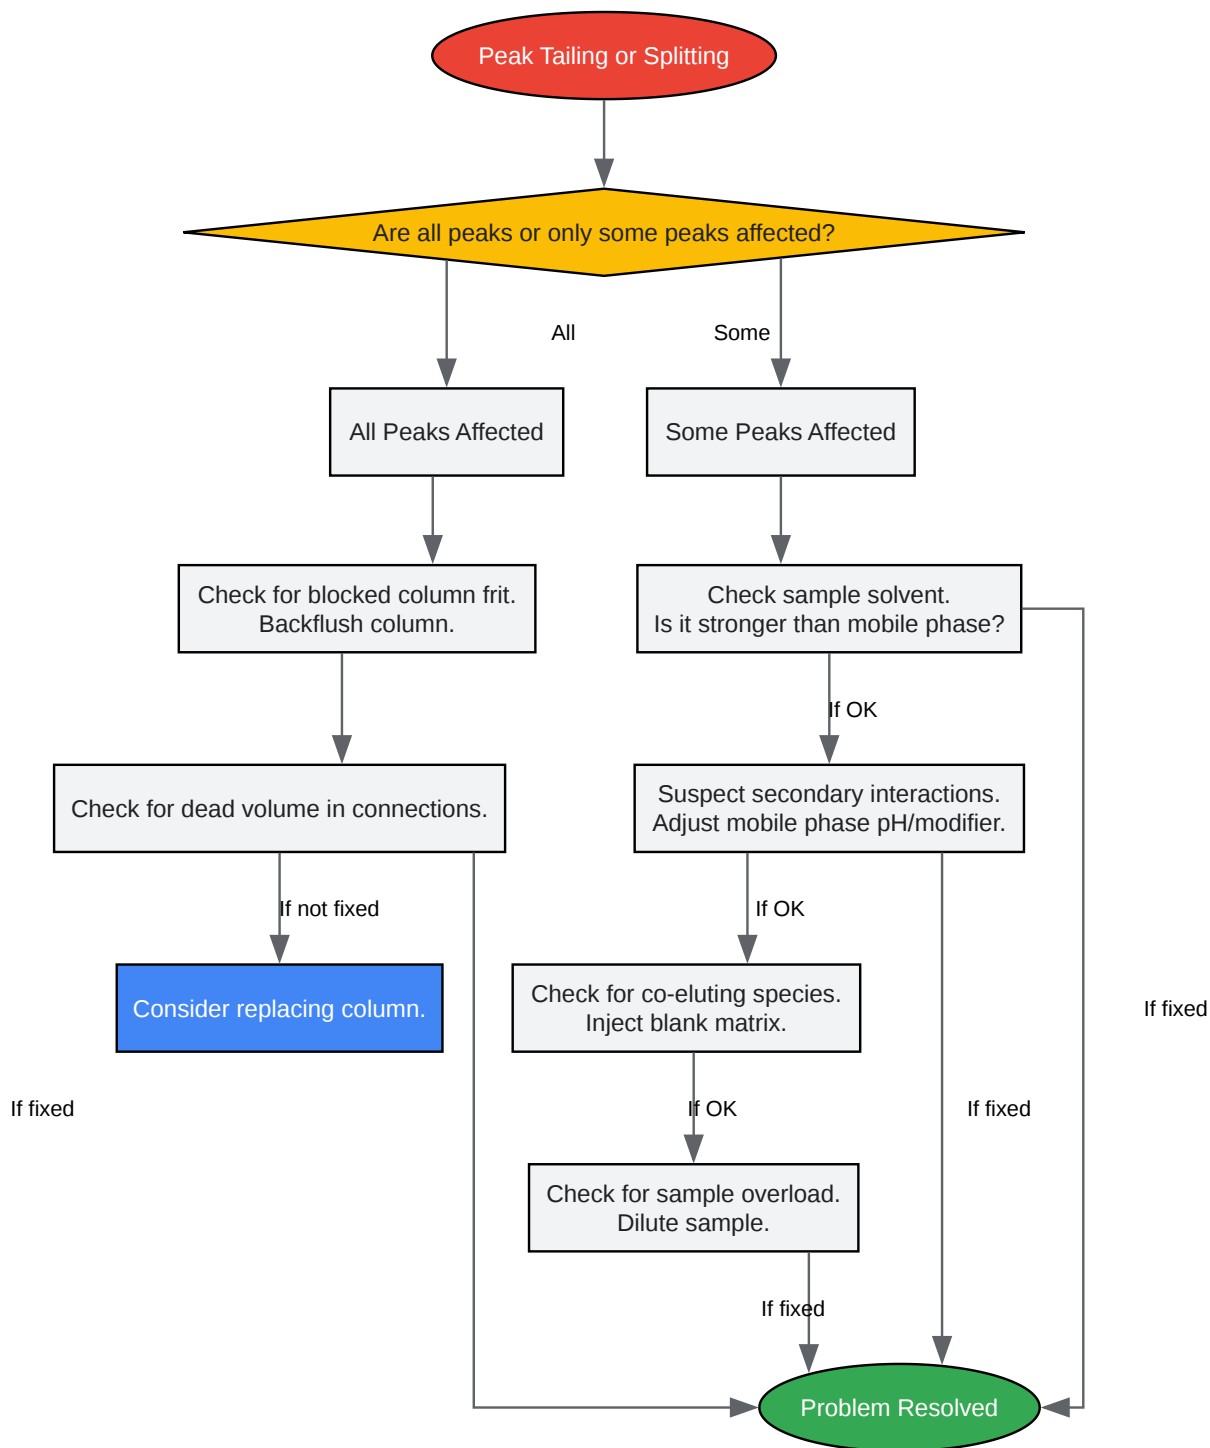 Peak Tailing or Splitting
Are all peaks or only some peaks affected?
All
Some
All Peaks Affected
Some Peaks Affected
Check for blocked column frit.
Backflush column.
Check sample solvent.
Is it stronger than mobile phase?
If OK
Check for dead volume in connections.
Suspect secondary interactions.
Adjust mobile phase pH/modifier.
If not fixed
If OK
Consider replacing column.
Check for co-eluting species.
Inject blank matrix.
If fixed
If fixed
If OK
If fixed
Check for sample overload.
Dilute sample.
If fixed
Problem Resolved